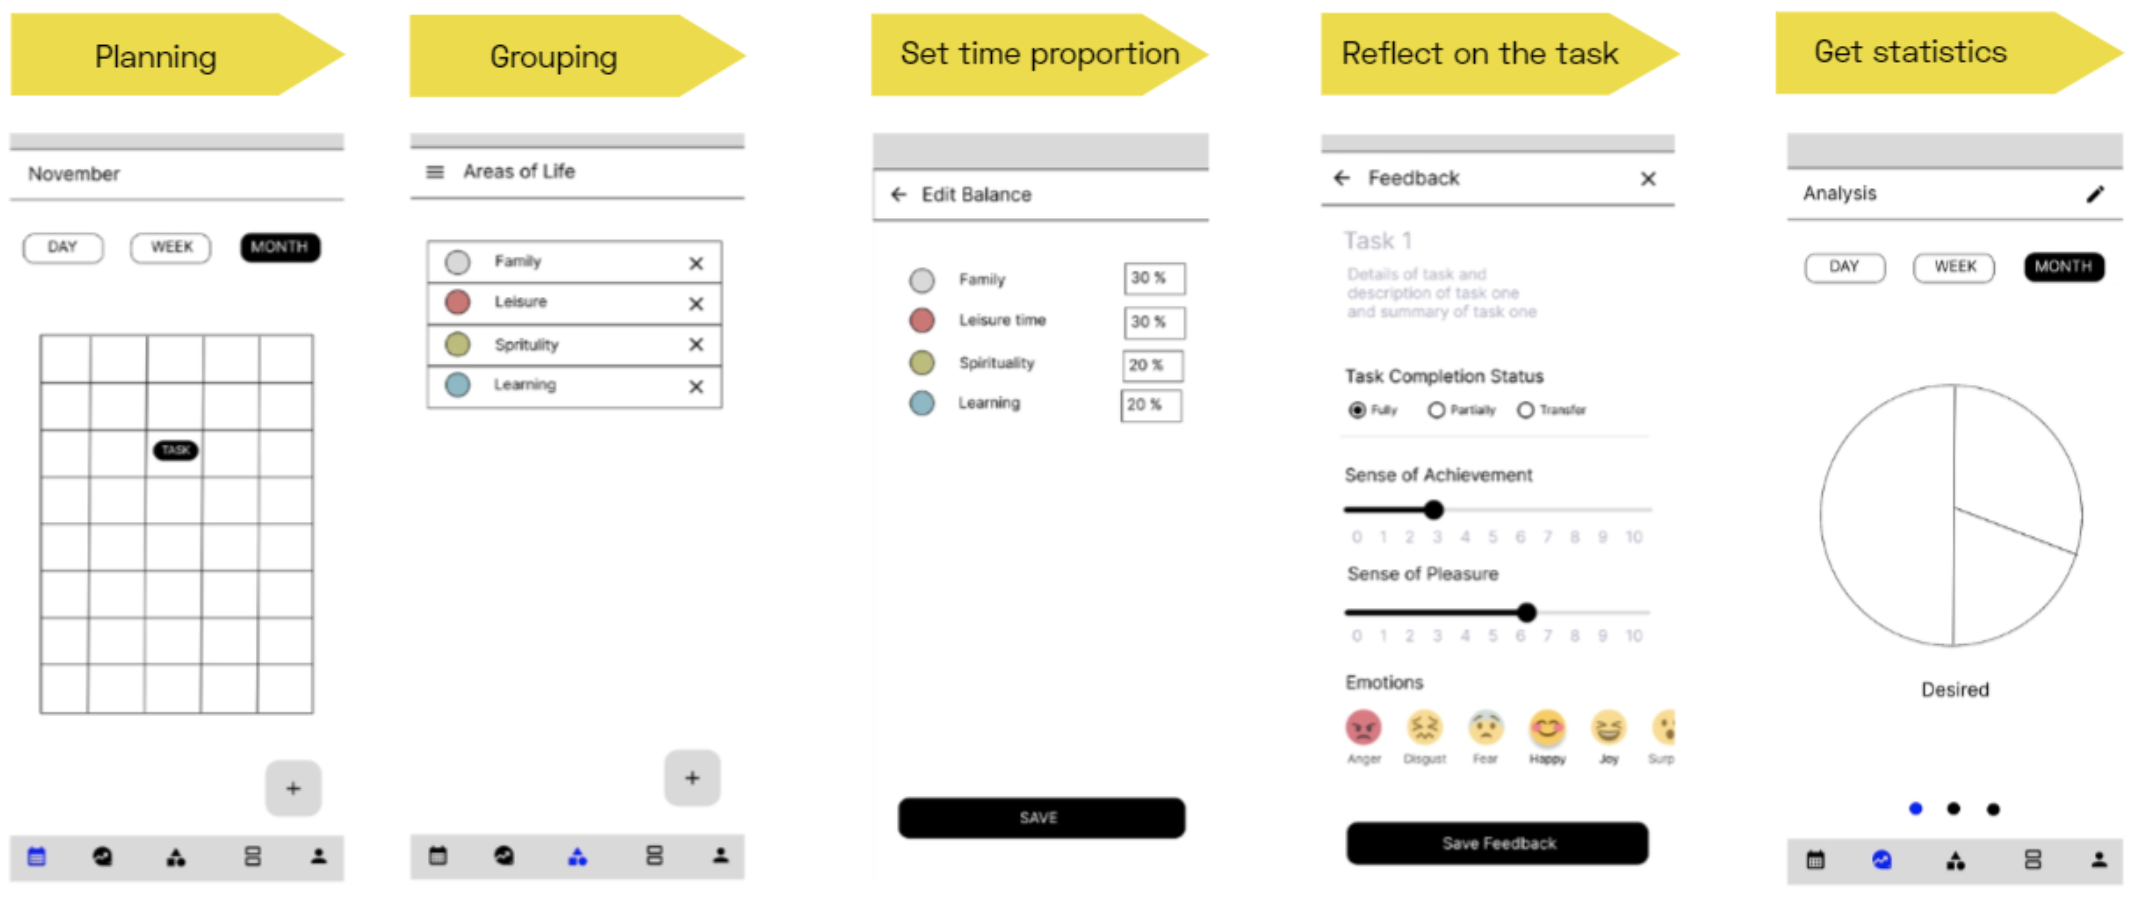 Planning
Grouping
Set time proportion
Reflect on the task
Get statistics
November
DAY WEEK MONTH
TASK
+
Areas of Life
Family
Leisure
Spritulity
Learning
+
Edit Balance
Family 30 %
Leisure time 30 %
Spirituality 20 %
Learning 20 %
SAVE
Feedback
Task 1
Details of task and
description of task one
and summary of task one
Task Completion Status
Fully Partially Transfer
Sense of Achievement
0 1 2 3 4 5 6 7 8 9 10
Sense of Pleasure
0 1 2 3 4 5 6 7 8 9 10
Emotions
Anger Disgust Fear Happy Joy Surp
Save Feedback
Analysis
DAY WEEK MONTH
Desired